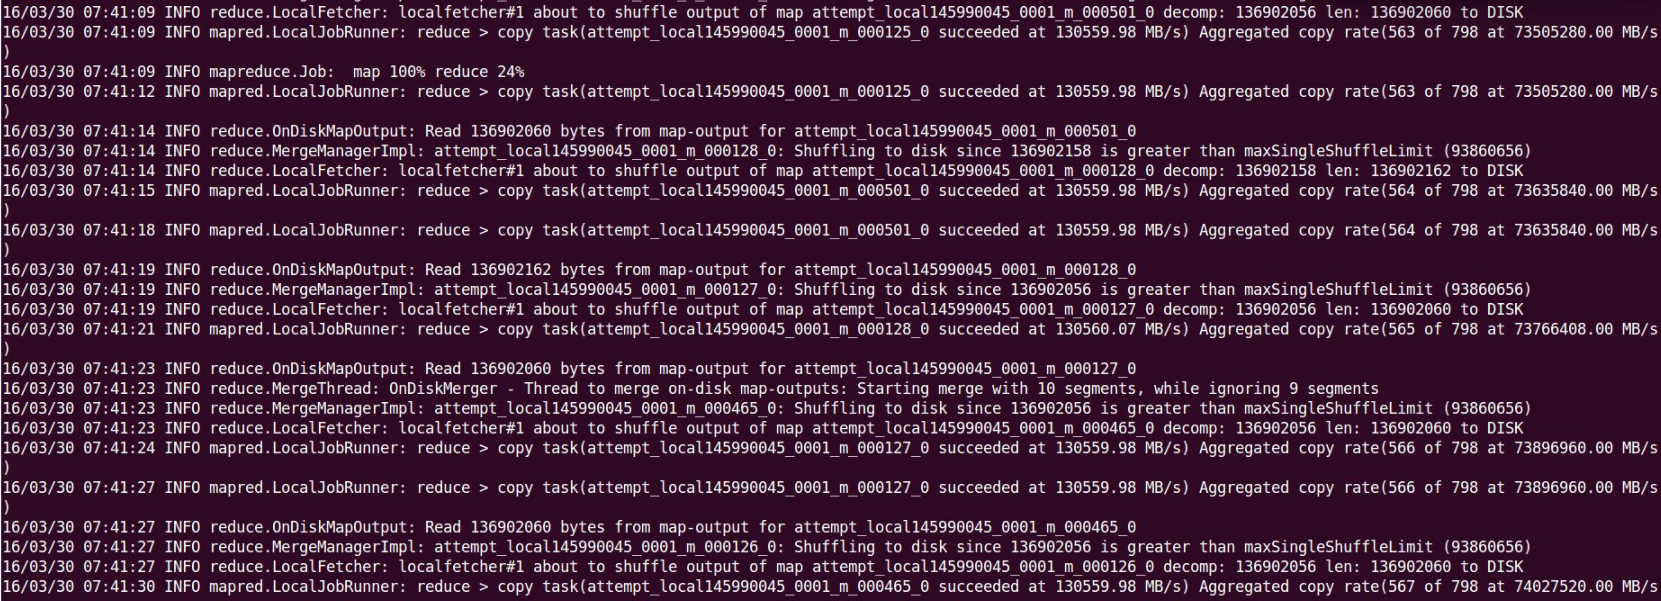 16/03/30 07:41:09 INFO reduce.LocalFetcher: localfetcher#1 about to shuffle output of map attempt_local145990045_0001_m_000501_0 decomp: 136902056 len: 136902060 to DISK
16/03/30 07:41:09 INFO mapred.LocalJobRunner: reduce > copy task(attempt_local145990045_0001_m_000125_0 succeeded at 130559.98 MB/s) Aggregated copy rate(563 of 798 at 73505280.00 MB/s
)
16/03/30 07:41:09 INFO mapreduce.Job:  map 100% reduce 24%
16/03/30 07:41:12 INFO mapred.LocalJobRunner: reduce > copy task(attempt_local145990045_0001_m_000125_0 succeeded at 130559.98 MB/s) Aggregated copy rate(563 of 798 at 73505280.00 MB/s
)
16/03/30 07:41:14 INFO reduce.OnDiskMapOutput: Read 136902060 bytes from map-output for attempt_local145990045_0001_m_000501_0
16/03/30 07:41:14 INFO reduce.MergeManagerImpl: attempt_local145990045_0001_m_000128_0: Shuffling to disk since 136902158 is greater than maxSingleShuffleLimit (93860656)
16/03/30 07:41:14 INFO reduce.LocalFetcher: localfetcher#1 about to shuffle output of map attempt_local145990045_0001_m_000128_0 decomp: 136902158 len: 136902162 to DISK
16/03/30 07:41:15 INFO mapred.LocalJobRunner: reduce > copy task(attempt_local145990045_0001_m_000501_0 succeeded at 130559.98 MB/s) Aggregated copy rate(564 of 798 at 73635840.00 MB/s
)
16/03/30 07:41:18 INFO mapred.LocalJobRunner: reduce > copy task(attempt_local145990045_0001_m_000501_0 succeeded at 130559.98 MB/s) Aggregated copy rate(564 of 798 at 73635840.00 MB/s
)
16/03/30 07:41:19 INFO reduce.OnDiskMapOutput: Read 136902162 bytes from map-output for attempt_local145990045_0001_m_000128_0
16/03/30 07:41:19 INFO reduce.MergeManagerImpl: attempt_local145990045_0001_m_000127_0: Shuffling to disk since 136902056 is greater than maxSingleShuffleLimit (93860656)
16/03/30 07:41:19 INFO reduce.LocalFetcher: localfetcher#1 about to shuffle output of map attempt_local145990045_0001_m_000127_0 decomp: 136902056 len: 136902060 to DISK
16/03/30 07:41:21 INFO mapred.LocalJobRunner: reduce > copy task(attempt_local145990045_0001_m_000128_0 succeeded at 130560.07 MB/s) Aggregated copy rate(565 of 798 at 73766408.00 MB/s
)
16/03/30 07:41:23 INFO reduce.OnDiskMapOutput: Read 136902060 bytes from map-output for attempt_local145990045_0001_m_000127_0
16/03/30 07:41:23 INFO reduce.MergeThread: OnDiskMerger - Thread to merge on-disk map-outputs: Starting merge with 10 segments, while ignoring 9 segments
16/03/30 07:41:23 INFO reduce.MergeManagerImpl: attempt_local145990045_0001_m_000465_0: Shuffling to disk since 136902056 is greater than maxSingleShuffleLimit (93860656)
16/03/30 07:41:23 INFO reduce.LocalFetcher: localfetcher#1 about to shuffle output of map attempt_local145990045_0001_m_000465_0 decomp: 136902056 len: 136902060 to DISK
16/03/30 07:41:24 INFO mapred.LocalJobRunner: reduce > copy task(attempt_local145990045_0001_m_000127_0 succeeded at 130559.98 MB/s) Aggregated copy rate(566 of 798 at 73896960.00 MB/s
)
16/03/30 07:41:27 INFO mapred.LocalJobRunner: reduce > copy task(attempt_local145990045_0001_m_000127_0 succeeded at 130559.98 MB/s) Aggregated copy rate(566 of 798 at 73896960.00 MB/s
)
16/03/30 07:41:27 INFO reduce.OnDiskMapOutput: Read 136902060 bytes from map-output for attempt_local145990045_0001_m_000465_0
16/03/30 07:41:27 INFO reduce.MergeManagerImpl: attempt_local145990045_0001_m_000126_0: Shuffling to disk since 136902056 is greater than maxSingleShuffleLimit (93860656)
16/03/30 07:41:27 INFO reduce.LocalFetcher: localfetcher#1 about to shuffle output of map attempt_local145990045_0001_m_000126_0 decomp: 136902056 len: 136902060 to DISK
16/03/30 07:41:30 INFO mapred.LocalJobRunner: reduce > copy task(attempt_local145990045_0001_m_000465_0 succeeded at 130559.98 MB/s) Aggregated copy rate(567 of 798 at 74027520.00 MB/s